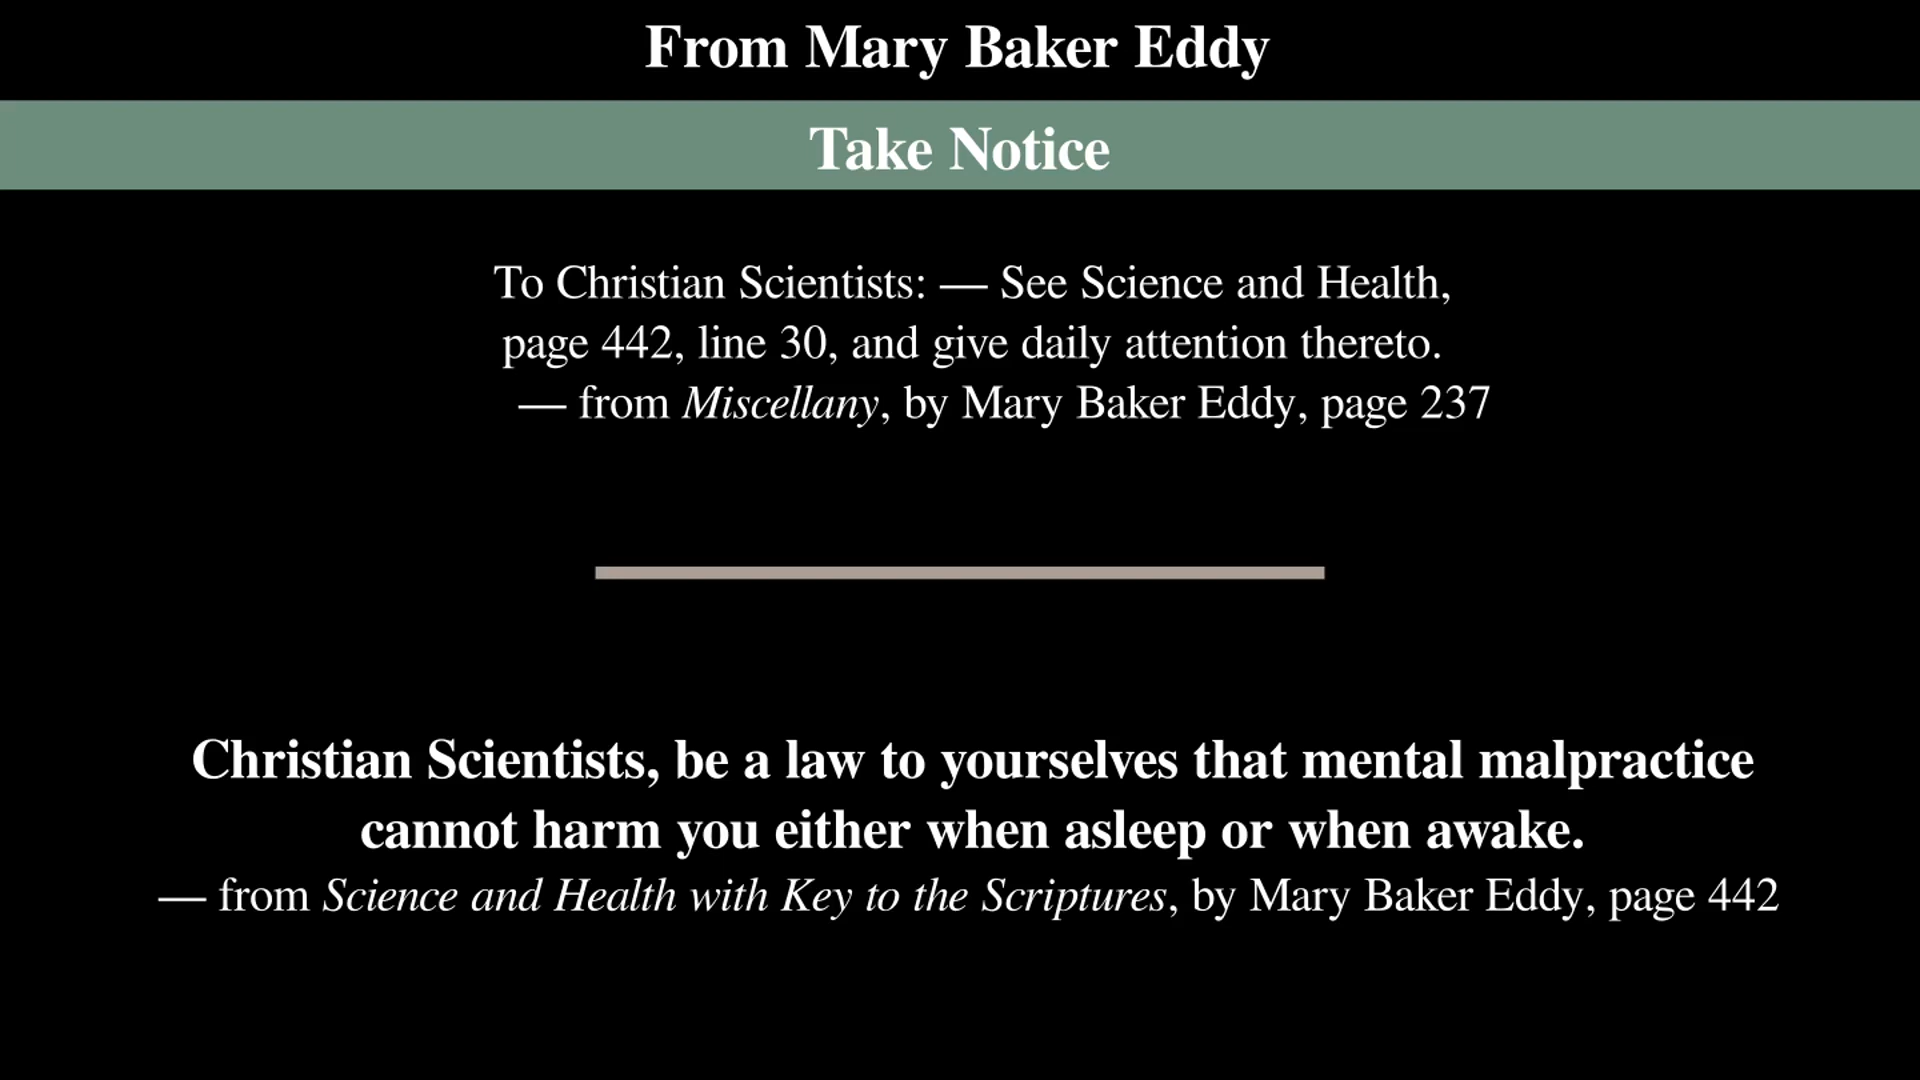 From Mary Baker Eddy
Take Notice
To Christian Scientists: — See Science and Health,
page 442, line 30, and give daily attention thereto.
— from Miscellany, by Mary Baker Eddy, page 237
Christian Scientists, be a law to yourselves that mental malpractice
cannot harm you either when asleep or when awake.
— from Science and Health with Key to the Scriptures, by Mary Baker Eddy, page 442